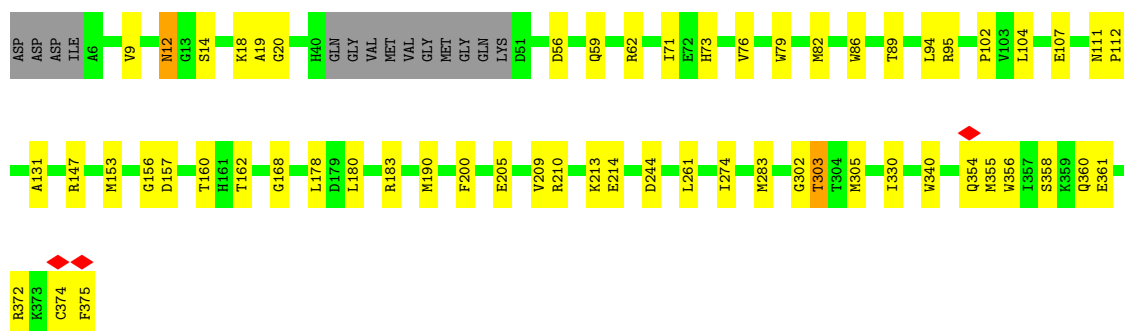 ASP ASP ASP ILE A6 V9 N12 G13 S14 K18 A19 G20 H40 GLN GLY VAL MET VAL GLY MET GLY GLN LYS D51 D56 Q59 R62 I71 E72 H73 V76 W79 M82 W86 T89 L94 R95 P102 V103 L104 E107 N111 P112
A131 R147 M153 G156 D157 T160 H161 T162 G168 L178 D179 L180 R183 M190 F200 E205 V209 R210 K213 E214 D244 L261 I274 M283 G302 T303 T304 M305 I330 W340 Q354 M355 W356 I357 S358 K359 Q360 E361
R372 K373 C374 F375